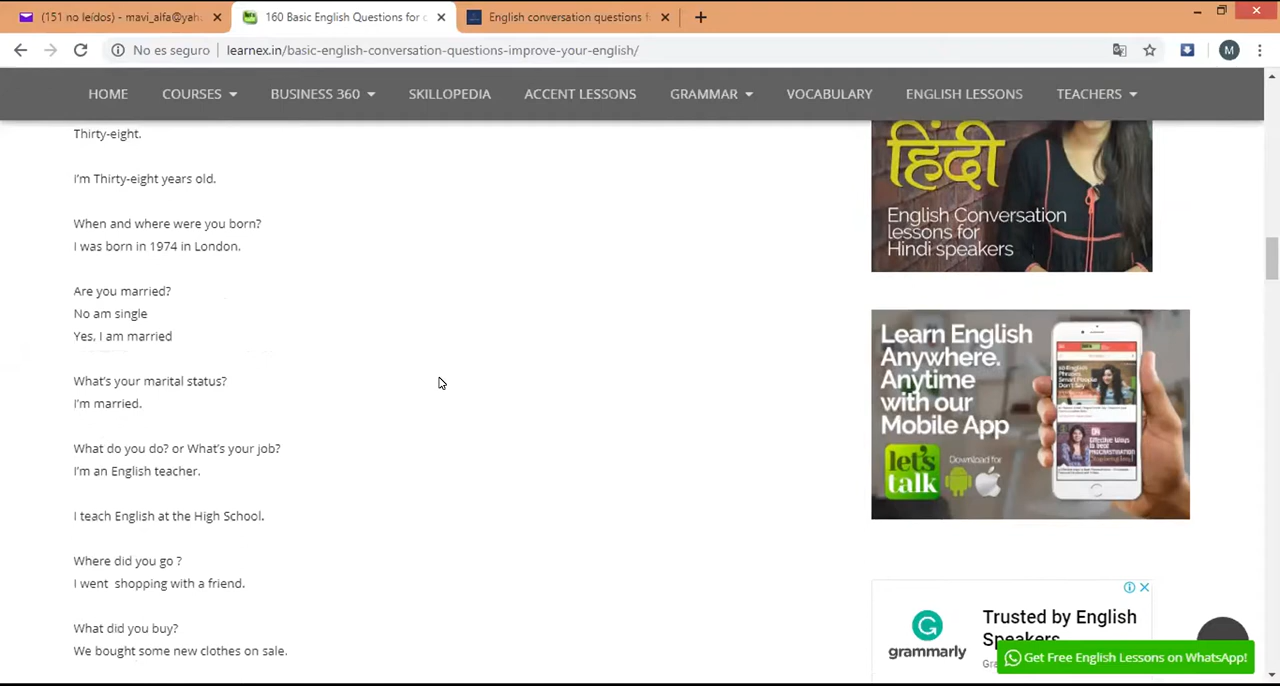 (151 no leídos) - mavi_alfa@yah
160 Basic English Questions for c
English conversation questions f
No es seguro
learnex.in/basic-english-conversation-questions-improve-your-english/
M
HOME
COURSES
BUSINESS 360
SKILLOPEDIA
ACCENT LESSONS
GRAMMAR
VOCABULARY
ENGLISH LESSONS
TEACHERS
Thirty-eight.
I'm Thirty-eight years old.
When and where were you born?
I was born in 1974 in London.
Are you married?
No am single
Yes, I am married
What's your marital status?
I'm married.
What do you do? or What's your job?
I'm an English teacher.
I teach English at the High School.
Where did you go ?
I went  shopping with a friend.
What did you buy?
We bought some new clothes on sale.
हिंदी
English Conversation
lessons for
Hindi speakers
Learn English
Anywhere.
Anytime
with our
Mobile App
let's
talk
Download for
G
grammarly
Trusted by English
Speakers
Get Free English Lessons on WhatsApp!